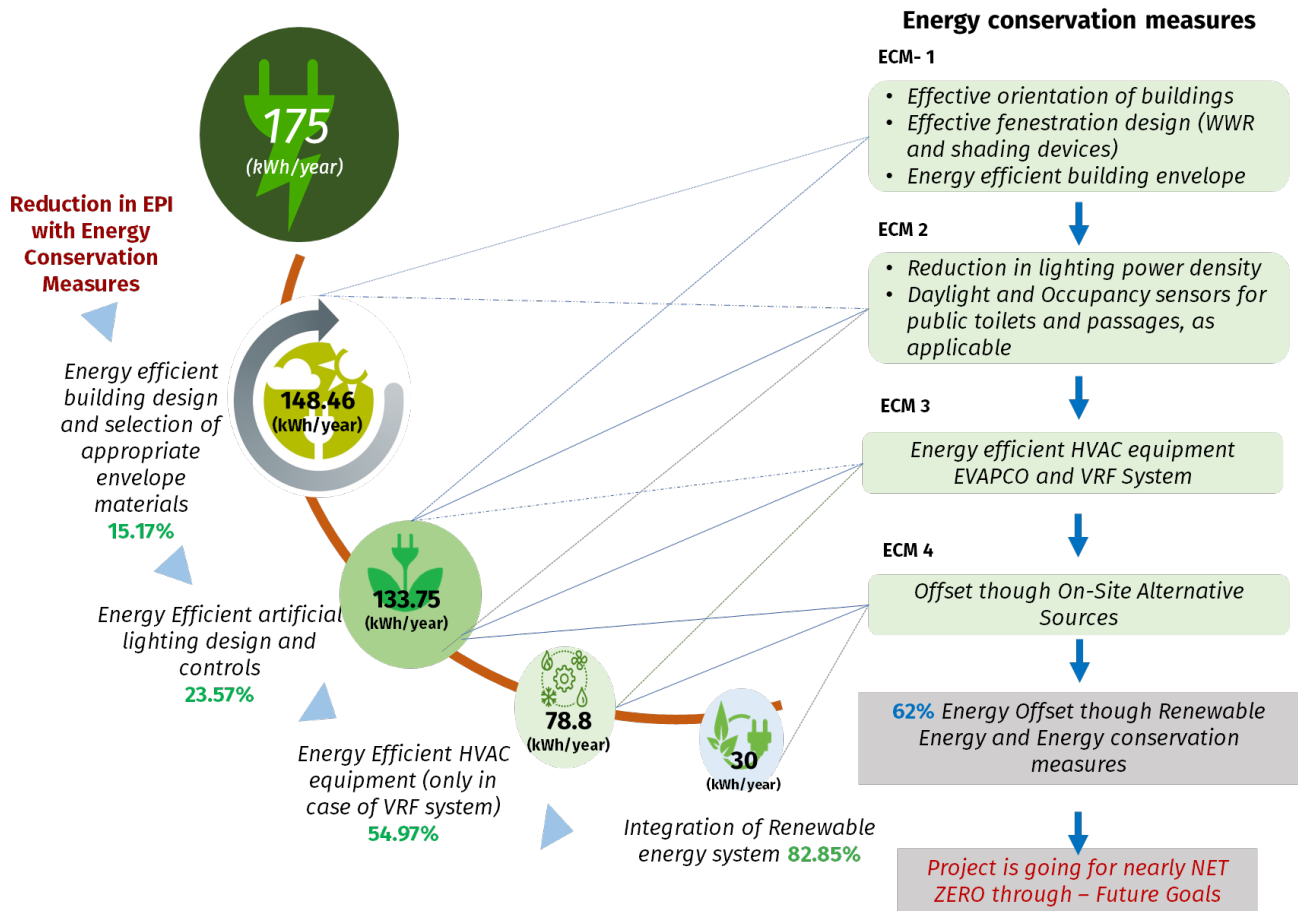 Energy conservation measures
ECM- 1
• Effective orientation of buildings
• Effective fenestration design (WWR
and shading devices)
• Energy efficient building envelope
ECM 2
• Reduction in lighting power density
• Daylight and Occupancy sensors for
public toilets and passages, as
applicable
ECM 3
Energy efficient HVAC equipment
EVAPCO and VRF System
ECM 4
Offset though On-Site Alternative
Sources
62% Energy Offset though Renewable
Energy and Energy conservation
measures
Project is going for nearly NET
ZERO through – Future Goals
175
(kWh/year)
Reduction in EPI
with Energy
Conservation
Measures
148.46
(kWh/year)
Energy efficient
building design
and selection of
appropriate
envelope
materials
15.17%
133.75
(kWh/year)
Energy Efficient artificial
lighting design and
controls
23.57%
78.8
(kWh/year)
Energy Efficient HVAC
equipment (only in
case of VRF system)
54.97%
30
(kWh/year)
Integration of Renewable
energy system 82.85%